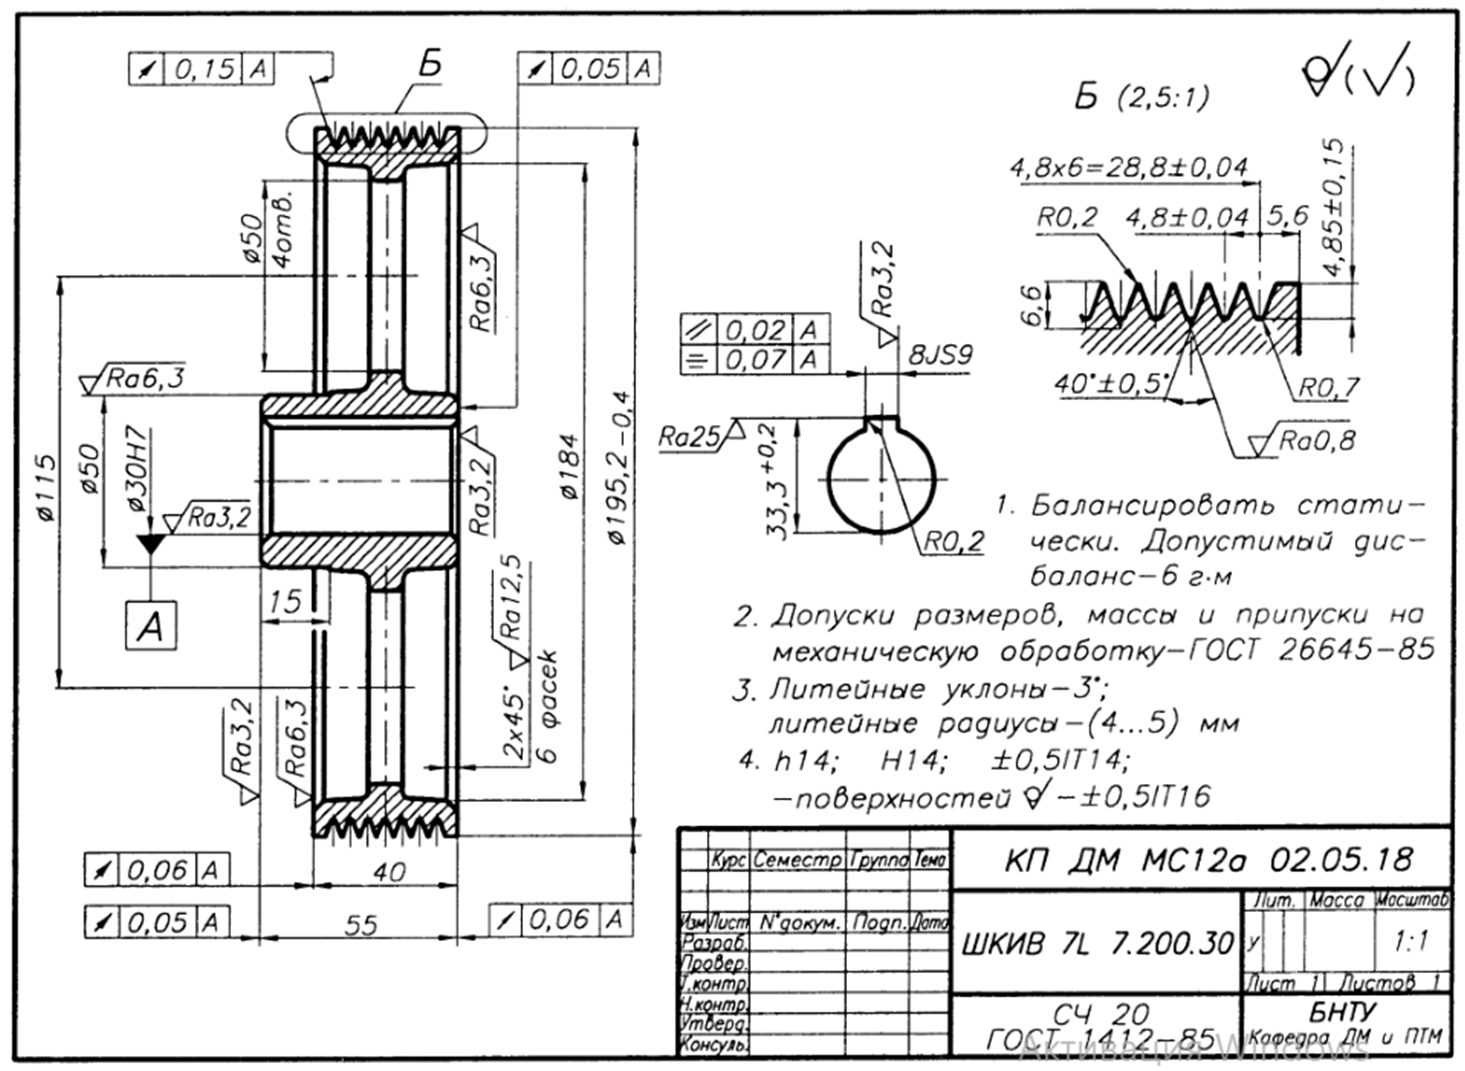 0,15 A
Б
0,05 A
Б (2,5:1)
4,8x6=28,8±0,04
R0,2
4,8±0,04
5,6
4,85±0,15
6,6
40°±0,5°
R0,7
Ra0,8
ø50
4отв.
Ra6,3
ø115
Ra6,3
ø50
ø30H7
Ra3,2
A
Ra3,2
ø184
ø195,2-0,4
Ra3,2
0,02 A
0,07 A
8JS9
Ra25
33,3+0,2
R0,2
15
Ra3,2
Ra6,3
Ra12,5
2x45°
6 фасок
0,06 A
40
0,05 A
55
0,06 A
1. Балансировать стати-
чески. Допустимый дис-
баланс-6 г·м
2. Допуски размеров, массы и припуски на
механическую обработку-ГОСТ 26645-85
3. Литейные уклоны-3°;
литейные радиусы-(4...5) мм
4. h14; H14; ±0,5IT14;
-поверхностей -±0,5IT16
Курс Семестр Группа Тема
КП ДМ МС12а 02.05.18
Изм Лист N°докум. Подп. Дата
Разраб.
Провер.
Т.контр.
Н.контр.
Утверд.
Консуль.
ШКИВ 7L 7.200.30
Лит. Масса Масштаб
у 1:1
Лист 1 Листов 1
СЧ 20
ГОСТ 1412-85
БНТУ
Кафедра ДМ и ПТМ
Активация Windows